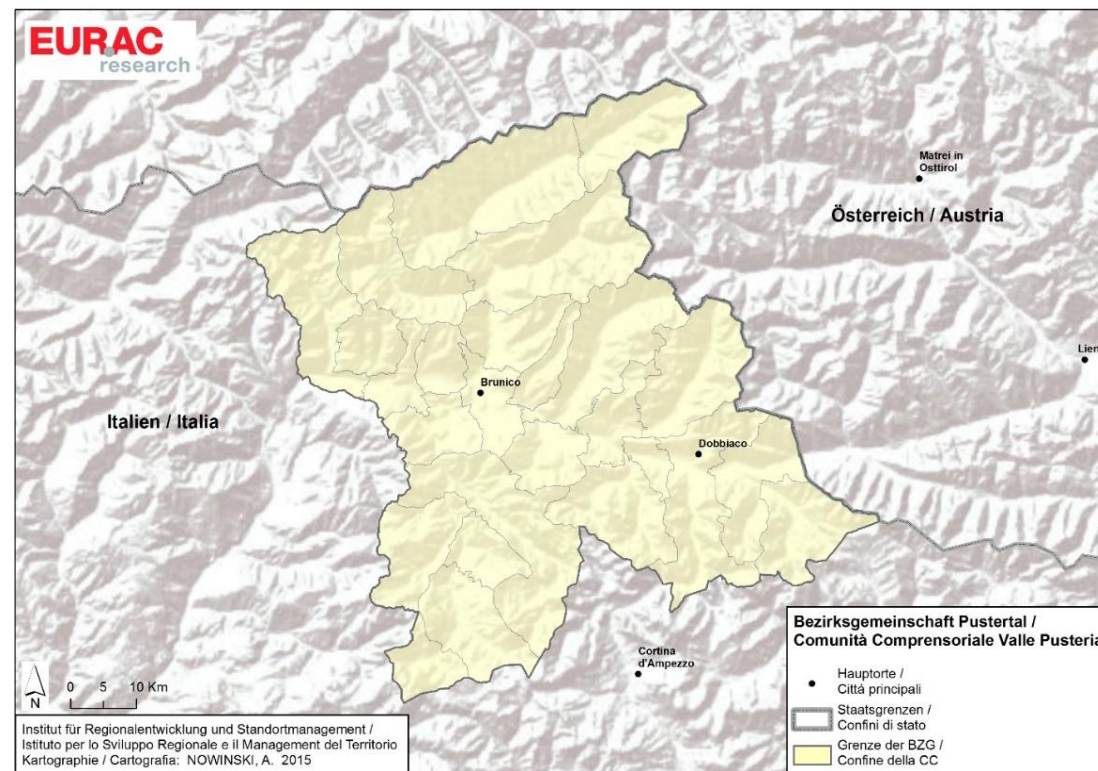 EURAC
research
Matrei in
Osttirol
Österreich / Austria
Lien
Brunico
Italien / Italia
Dobbiaco
Cortina
d'Ampezzo
N
0 5 10 Km
Bezirksgemeinschaft Pustertal /
Comunità Comprensoriale Valle Pusteria
Hauptorte /
Cittá principali
Staatsgrenzen /
Confini di stato
Grenze der BZG /
Confine della CC
Institut für Regionalentwicklung und Standortmanagement /
Istituto per lo Sviluppo Regionale e il Management del Territorio
Kartographie / Cartografia: NOWINSKI, A. 2015